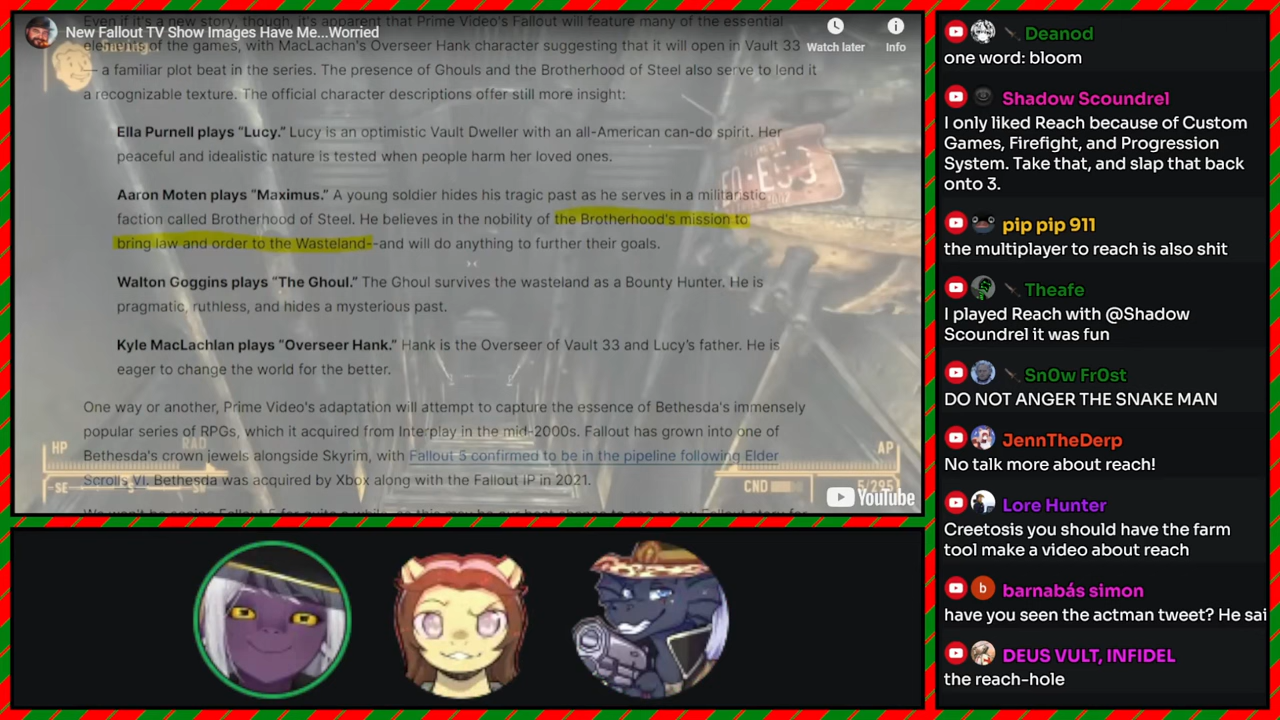 Even if it's a new story, though, it's apparent that Prime Video's Fallout will feature many of the essential
New Fallout TV Show Images Have Me...Worried
Watch later
Info
elements of the games, with MacLachan's Overseer Hank character suggesting that it will open in Vault 33
— a familiar plot beat in the series. The presence of Ghouls and the Brotherhood of Steel also serve to lend it
a recognizable texture. The official character descriptions offer still more insight:
Ella Purnell plays “Lucy.” Lucy is an optimistic Vault Dweller with an all-American can-do spirit. Her
peaceful and idealistic nature is tested when people harm her loved ones.
Aaron Moten plays “Maximus.” A young soldier hides his tragic past as he serves in a militaristic
faction called Brotherhood of Steel. He believes in the nobility of the Brotherhood's mission to
bring law and order to the Wasteland--and will do anything to further their goals.
Walton Goggins plays “The Ghoul.” The Ghoul survives the wasteland as a Bounty Hunter. He is
pragmatic, ruthless, and hides a mysterious past.
Kyle MacLachlan plays “Overseer Hank.” Hank is the Overseer of Vault 33 and Lucy’s father. He is
eager to change the world for the better.
One way or another, Prime Video's adaptation will attempt to capture the essence of Bethesda's immensely
popular series of RPGs, which it acquired from Interplay in the mid-2000s. Fallout has grown into one of
Bethesda's crown jewels alongside Skyrim, with Fallout 5 confirmed to be in the pipeline following Elder
Scrolls VI. Bethesda was acquired by Xbox along with the Fallout IP in 2021.
HP
RAD
AP
CND
5/295
YouTube
Deanod
one word: bloom
Shadow Scoundrel
I only liked Reach because of Custom
Games, Firefight, and Progression
System. Take that, and slap that back
onto 3.
pip pip 911
the multiplayer to reach is also shit
Theafe
I played Reach with @Shadow
Scoundrel it was fun
Sn0w Fr0st
DO NOT ANGER THE SNAKE MAN
JennTheDerp
No talk more about reach!
Lore Hunter
Creetosis you should have the farm
tool make a video about reach
b
barnabás simon
have you seen the actman tweet? He sai
DEUS VULT, INFIDEL
the reach-hole